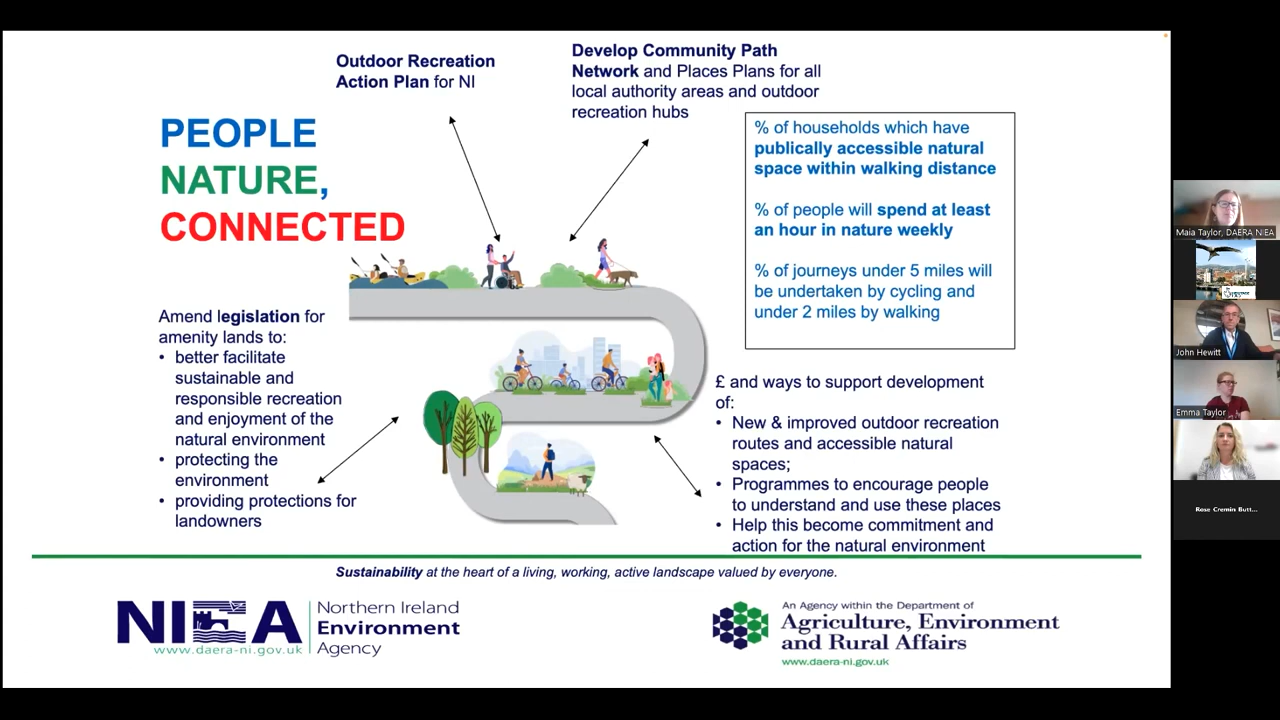 Outdoor Recreation
Action Plan for NI
Develop Community Path
Network and Places Plans for all
local authority areas and outdoor
recreation hubs
PEOPLE
NATURE,
CONNECTED
% of households which have
publically accessible natural
space within walking distance
% of people will spend at least
an hour in nature weekly
% of journeys under 5 miles will
be undertaken by cycling and
under 2 miles by walking
Amend legislation for
amenity lands to:
• better facilitate
sustainable and
responsible recreation
and enjoyment of the
natural environment
• protecting the
environment
• providing protections for
landowners
£ and ways to support development
of:
• New & improved outdoor recreation
routes and accessible natural
spaces;
• Programmes to encourage people
to understand and use these places
• Help this become commitment and
action for the natural environment
Sustainability at the heart of a living, working, active landscape valued by everyone.
NIEA
www.daera-ni.gov.uk
Northern Ireland
Environment
Agency
An Agency within the Department of
Agriculture, Environment
and Rural Affairs
www.daera-ni.gov.uk
Maia Taylor, DAERA NIEA
John Hewitt
Emma Taylor
Rose Cremin Butt...